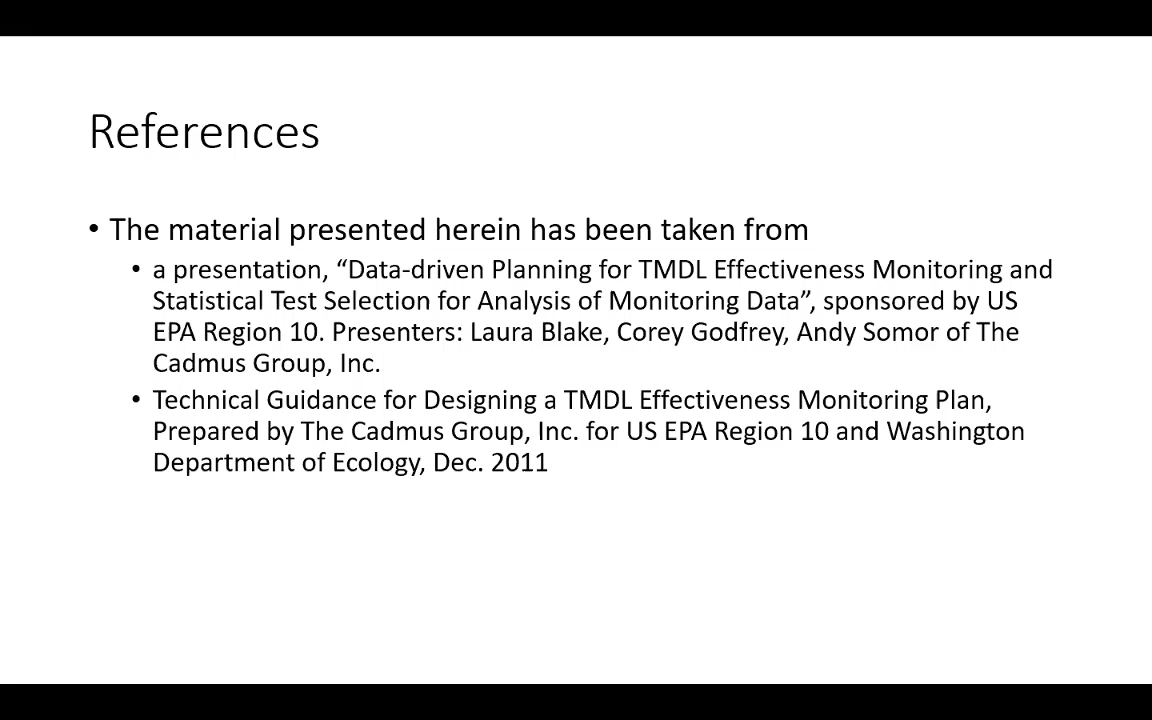 References
• The material presented herein has been taken from
• a presentation, “Data-driven Planning for TMDL Effectiveness Monitoring and
Statistical Test Selection for Analysis of Monitoring Data”, sponsored by US
EPA Region 10. Presenters: Laura Blake, Corey Godfrey, Andy Somor of The
Cadmus Group, Inc.
• Technical Guidance for Designing a TMDL Effectiveness Monitoring Plan,
Prepared by The Cadmus Group, Inc. for US EPA Region 10 and Washington
Department of Ecology, Dec. 2011